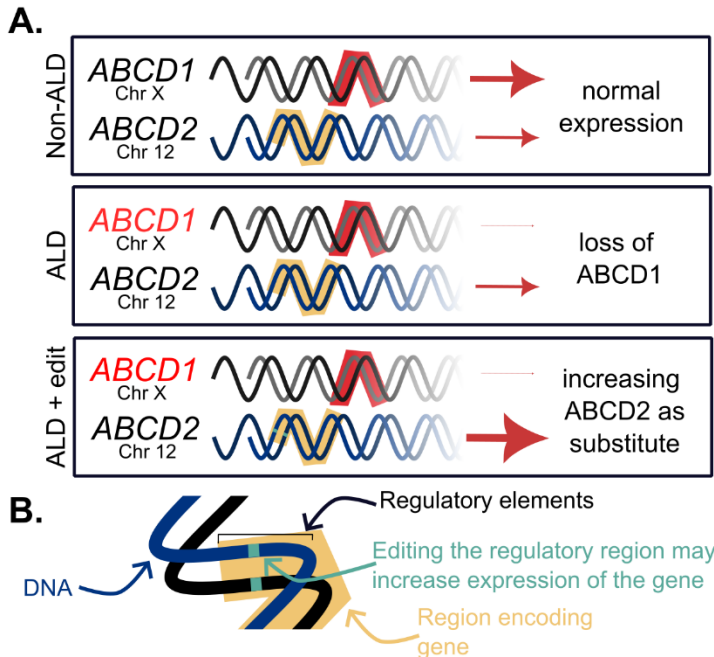 A.
Non-ALD
ABCD1
Chr X
ABCD2
Chr 12
normal
expression
ALD
ABCD1
Chr X
ABCD2
Chr 12
loss of
ABCD1
ALD + edit
ABCD1
Chr X
ABCD2
Chr 12
increasing
ABCD2 as
substitute
B.
Regulatory elements
Editing the regulatory region may
increase expression of the gene
DNA
Region encoding
gene